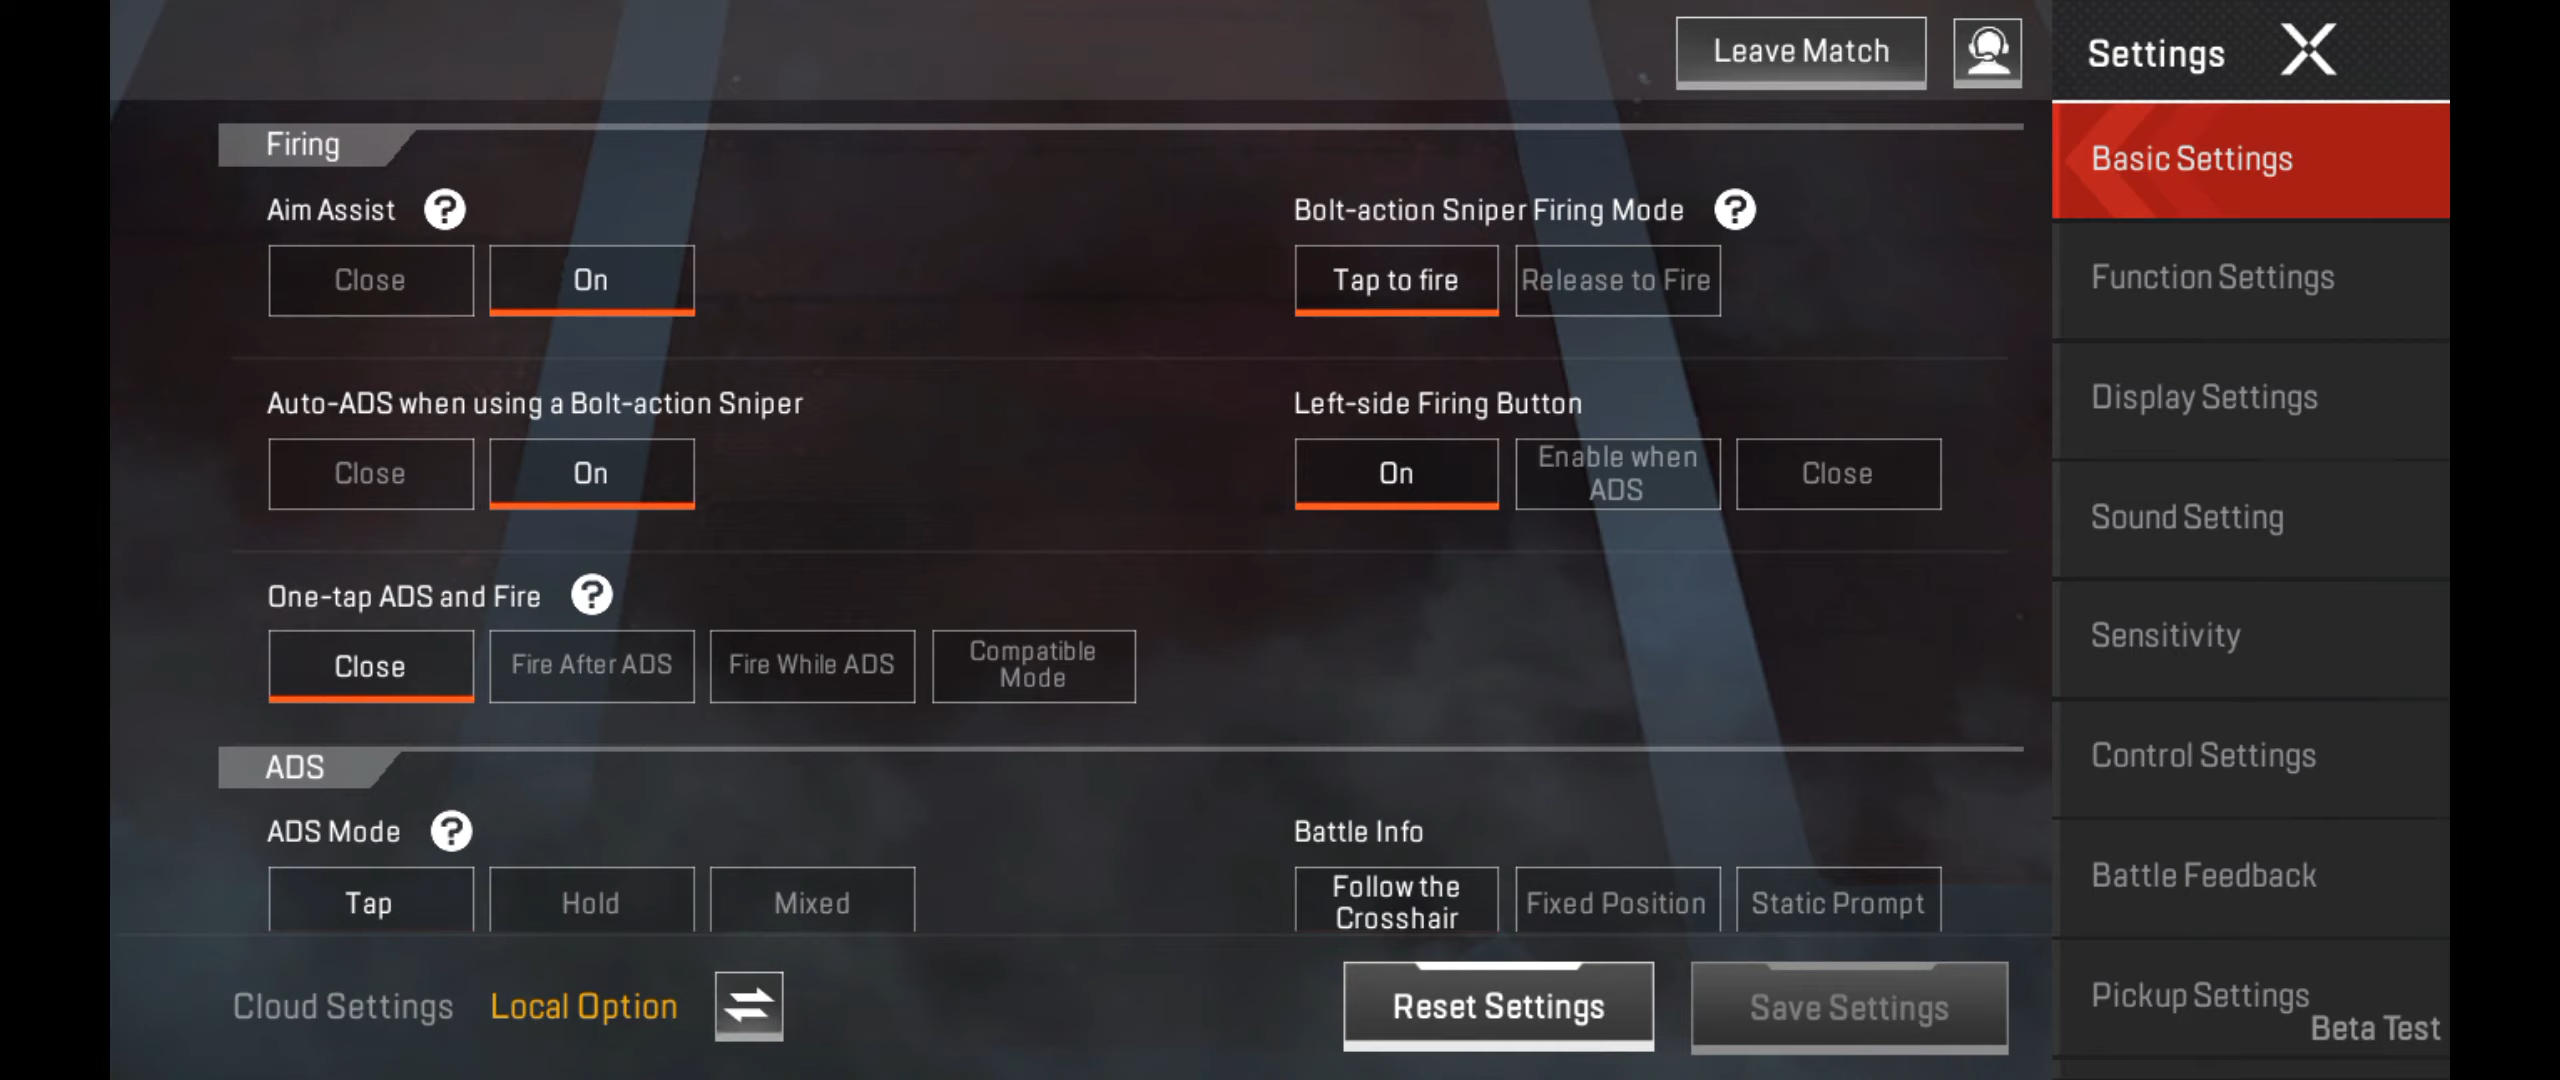 Leave Match
Settings
Firing
Aim Assist ?
Close On
Bolt-action Sniper Firing Mode ?
Tap to fire Release to Fire
Auto-ADS when using a Bolt-action Sniper
Close On
Left-side Firing Button
On Enable when ADS Close
One-tap ADS and Fire ?
Close Fire After ADS Fire While ADS Compatible Mode
ADS
ADS Mode ?
Tap Hold Mixed
Battle Info
Follow the Crosshair Fixed Position Static Prompt
Cloud Settings Local Option
Reset Settings Save Settings
Basic Settings
Function Settings
Display Settings
Sound Setting
Sensitivity
Control Settings
Battle Feedback
Pickup Settings
Beta Test